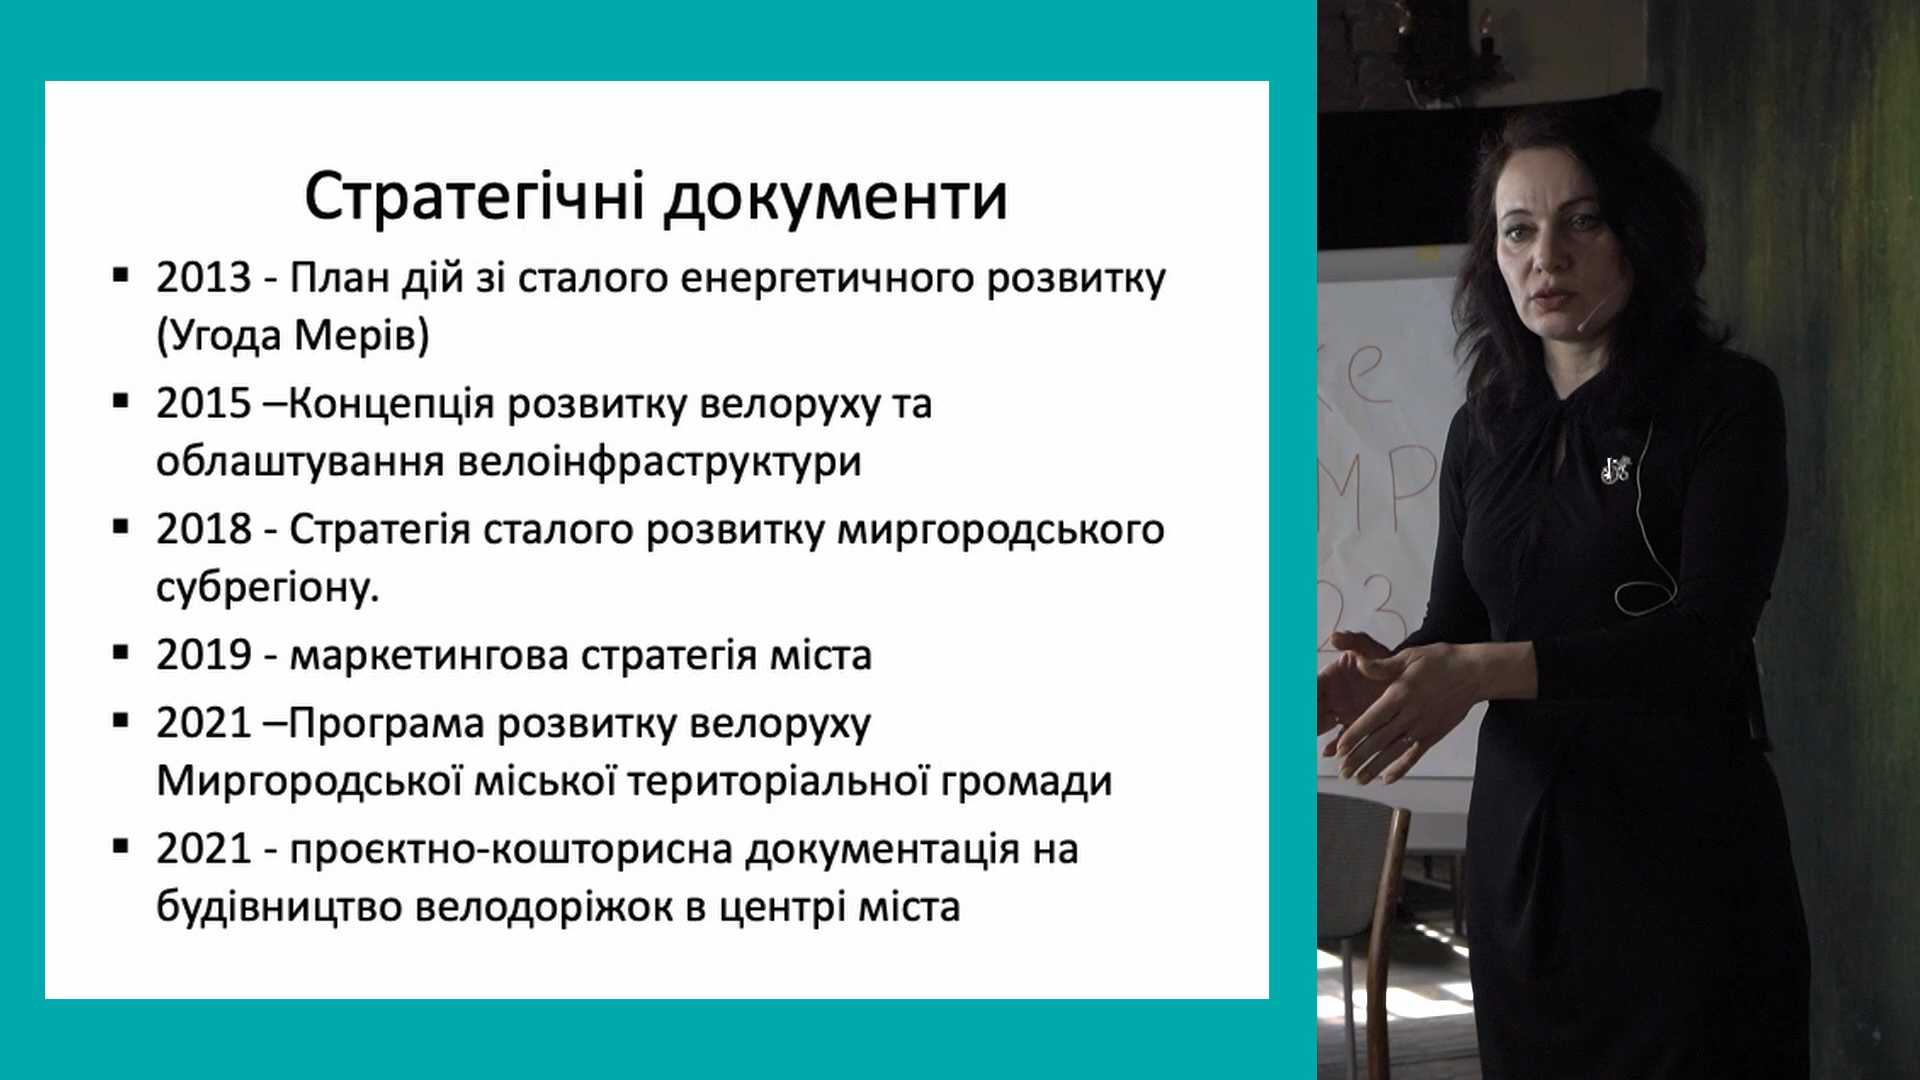 Стратегічні документи
▪ 2013 - План дій зі сталого енергетичного розвитку
(Угода Мерів)
▪ 2015 –Концепція розвитку велоруху та
облаштування велоінфраструктури
▪ 2018 - Стратегія сталого розвитку миргородського
субрегіону.
▪ 2019 - маркетингова стратегія міста
▪ 2021 –Програма розвитку велоруху
Миргородської міської територіальної громади
▪ 2021 - проєктно-кошторисна документація на
будівництво велодоріжок в центрі міста